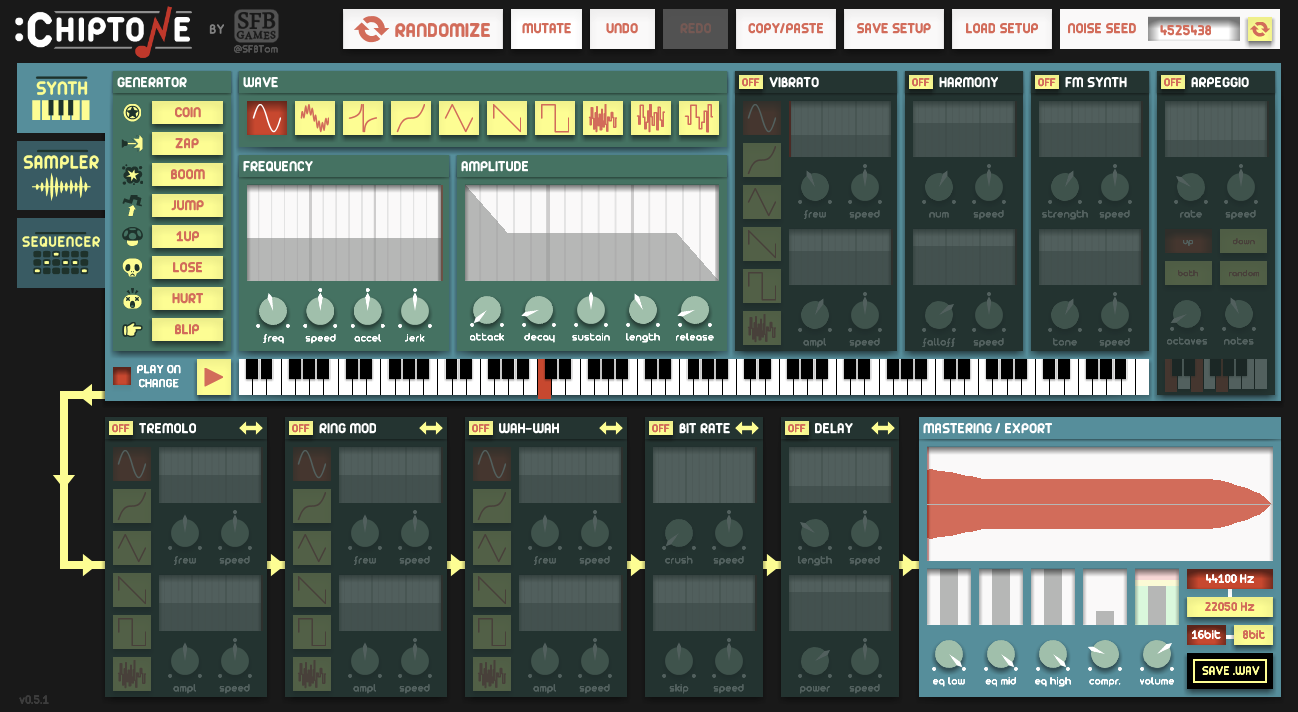 :CHIPTONE BY SFB GAMES @SFBTom
RANDOMIZE MUTATE UNDO REDO COPY/PASTE SAVE SETUP LOAD SETUP NOISE SEED 4525438
SYNTH
SAMPLER
SEQUENCER
GENERATOR
COIN
ZAP
BOOM
JUMP
1UP
LOSE
HURT
BLIP
WAVE
FREQUENCY
freq speed accel jerk
AMPLITUDE
attack decay sustain length release
OFF VIBRATO
frew speed
ampl speed
OFF HARMONY
num speed
falloff speed
OFF FM SYNTH
strength speed
tone speed
OFF ARPEGGIO
rate speed
up down
both random
octaves notes
PLAY ON
CHANGE
OFF TREMOLO
frew speed
ampl speed
OFF RING MOD
frew speed
ampl speed
OFF WAH-WAH
frew speed
ampl speed
OFF BIT RATE
crush speed
skip speed
OFF DELAY
length speed
power speed
MASTERING / EXPORT
eq low eq mid eq high compr. volume
44100 Hz
22050 Hz
16bit 8bit
SAVE .WAV
v0.5.1